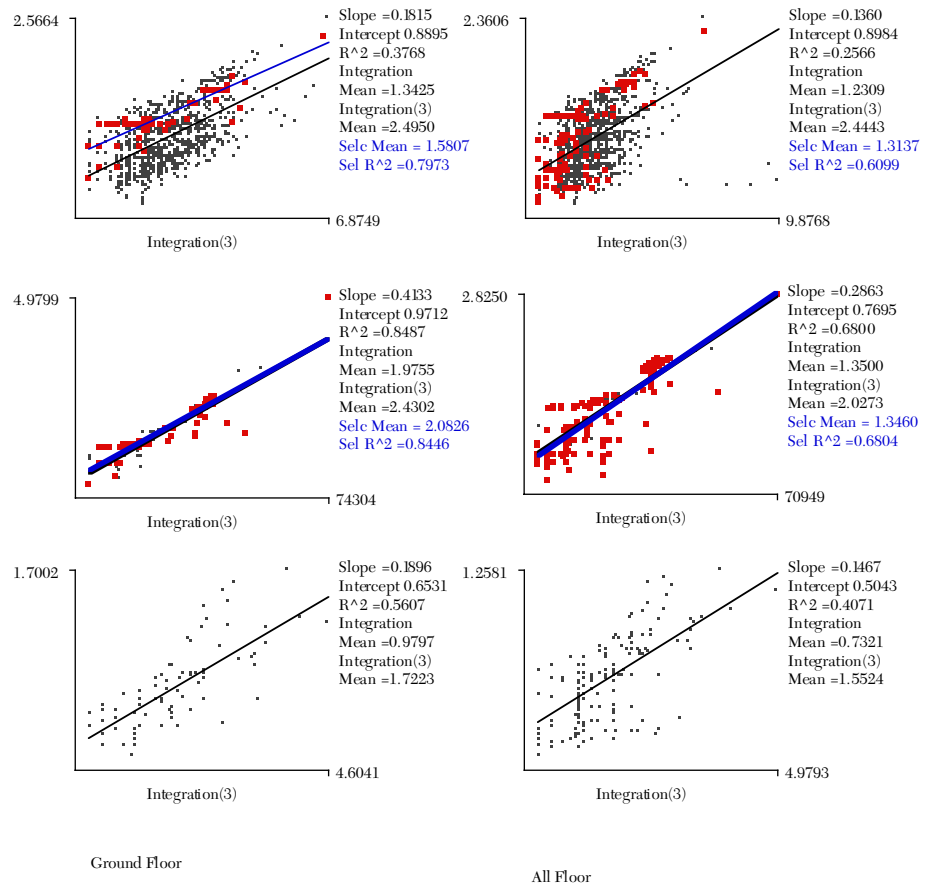 2.5664
Slope =0.1815
Intercept 0.8895
R^2 =0.3768
Integration
Mean =1.3425
Integration(3)
Mean =2.4950
Selc Mean = 1.5807
Sel R^2 =0.7973
6.8749
Integration(3)
2.3606
Slope =0.1360
Intercept 0.8984
R^2 =0.2566
Integration
Mean =1.2309
Integration(3)
Mean =2.4443
Selc Mean = 1.3137
Sel R^2 =0.6099
9.8768
Integration(3)
4.9799
Slope =0.4133
Intercept 0.9712
R^2 =0.8487
Integration
Mean =1.9755
Integration(3)
Mean =2.4302
Selc Mean = 2.0826
Sel R^2 =0.8446
74304
Integration(3)
2.8250
Slope =0.2863
Intercept 0.7695
R^2 =0.6800
Integration
Mean =1.3500
Integration(3)
Mean =2.0273
Selc Mean = 1.3460
Sel R^2 =0.6804
70949
Integration(3)
1.7002
Slope =0.1896
Intercept 0.6531
R^2 =0.5607
Integration
Mean =0.9797
Integration(3)
Mean =1.7223
4.6041
Integration(3)
1.2581
Slope =0.1467
Intercept 0.5043
R^2 =0.4071
Integration
Mean =0.7321
Integration(3)
Mean =1.5524
4.9793
Integration(3)
Ground Floor
All Floor